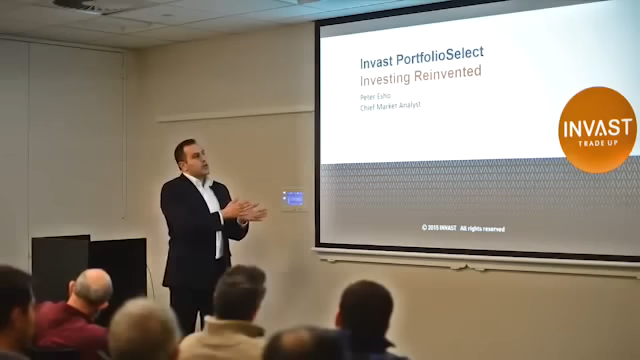 Invast PortfolioSelect
Investing Reinvented
Peter Esho
Chief Market Analyst
INVAST
TRADE UP
© 2015 INVAST All rights reserved